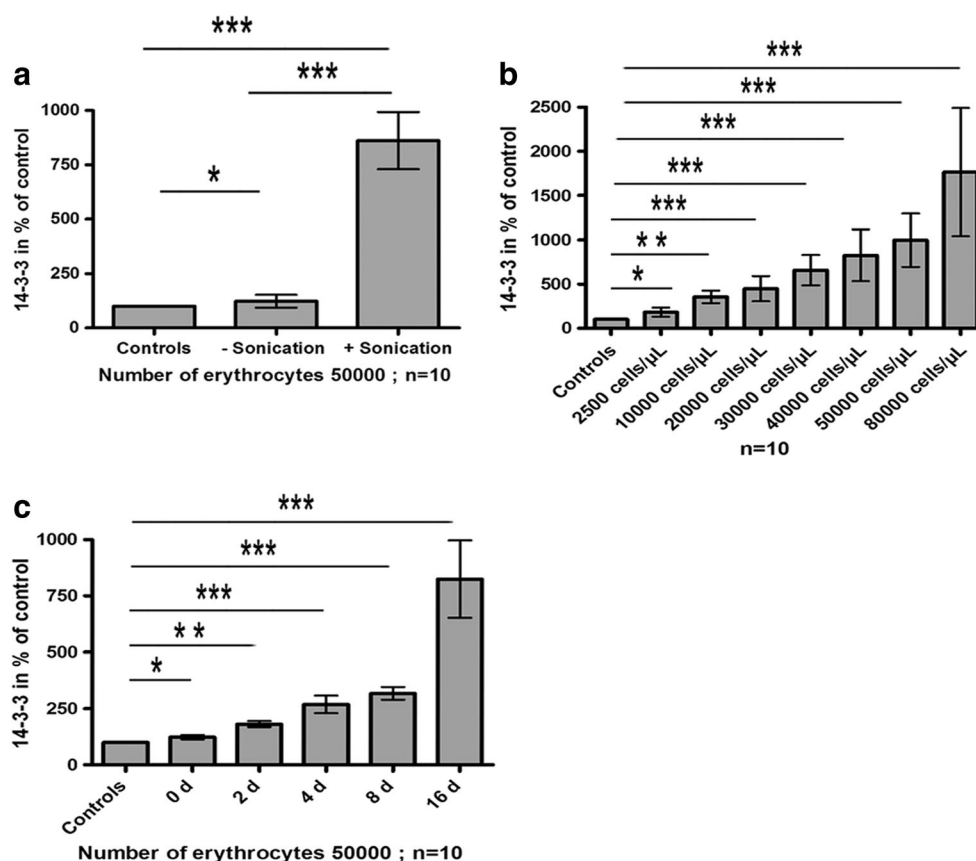 a
***
***
*
14-3-3 in % of control
1000
750
500
250
0
Controls
- Sonication
+ Sonication
Number of erythrocytes 50000 ; n=10
b
***
***
***
***
***
**
*
14-3-3 in % of control
2500
2000
1500
1000
500
0
Controls
2500 cells/µL
10000 cells/µL
20000 cells/µL
30000 cells/µL
40000 cells/µL
50000 cells/µL
80000 cells/µL
n=10
c
***
***
***
**
*
14-3-3 in % of control
1000
750
500
250
0
Controls
0 d
2 d
4 d
8 d
16 d
Number of erythrocytes 50000 ; n=10